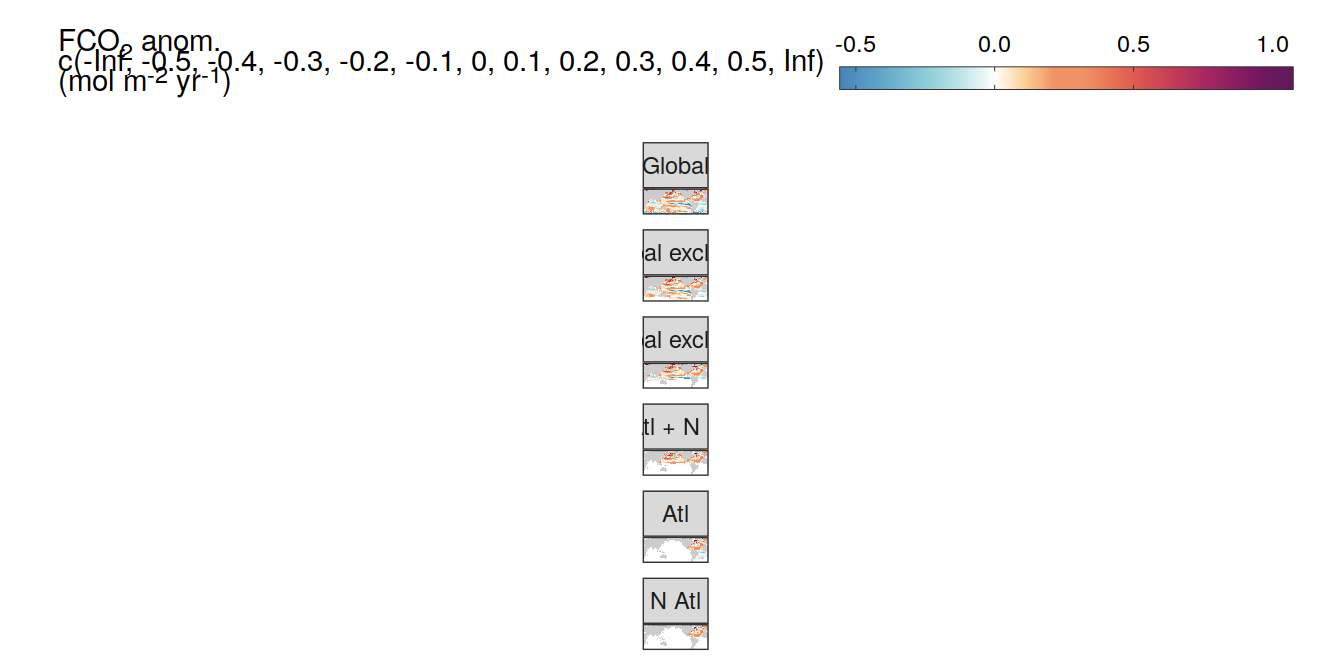 FCO₂ anom.
c(-Inf, -0.5, -0.4, -0.3, -0.2, -0.1, 0, 0.1, 0.2, 0.3, 0.4, 0.5, Inf)
(mol m⁻² yr⁻¹)
-0.5 0.0 0.5 1.0
Global
al excl
al excl
tl + N
Atl
N Atl